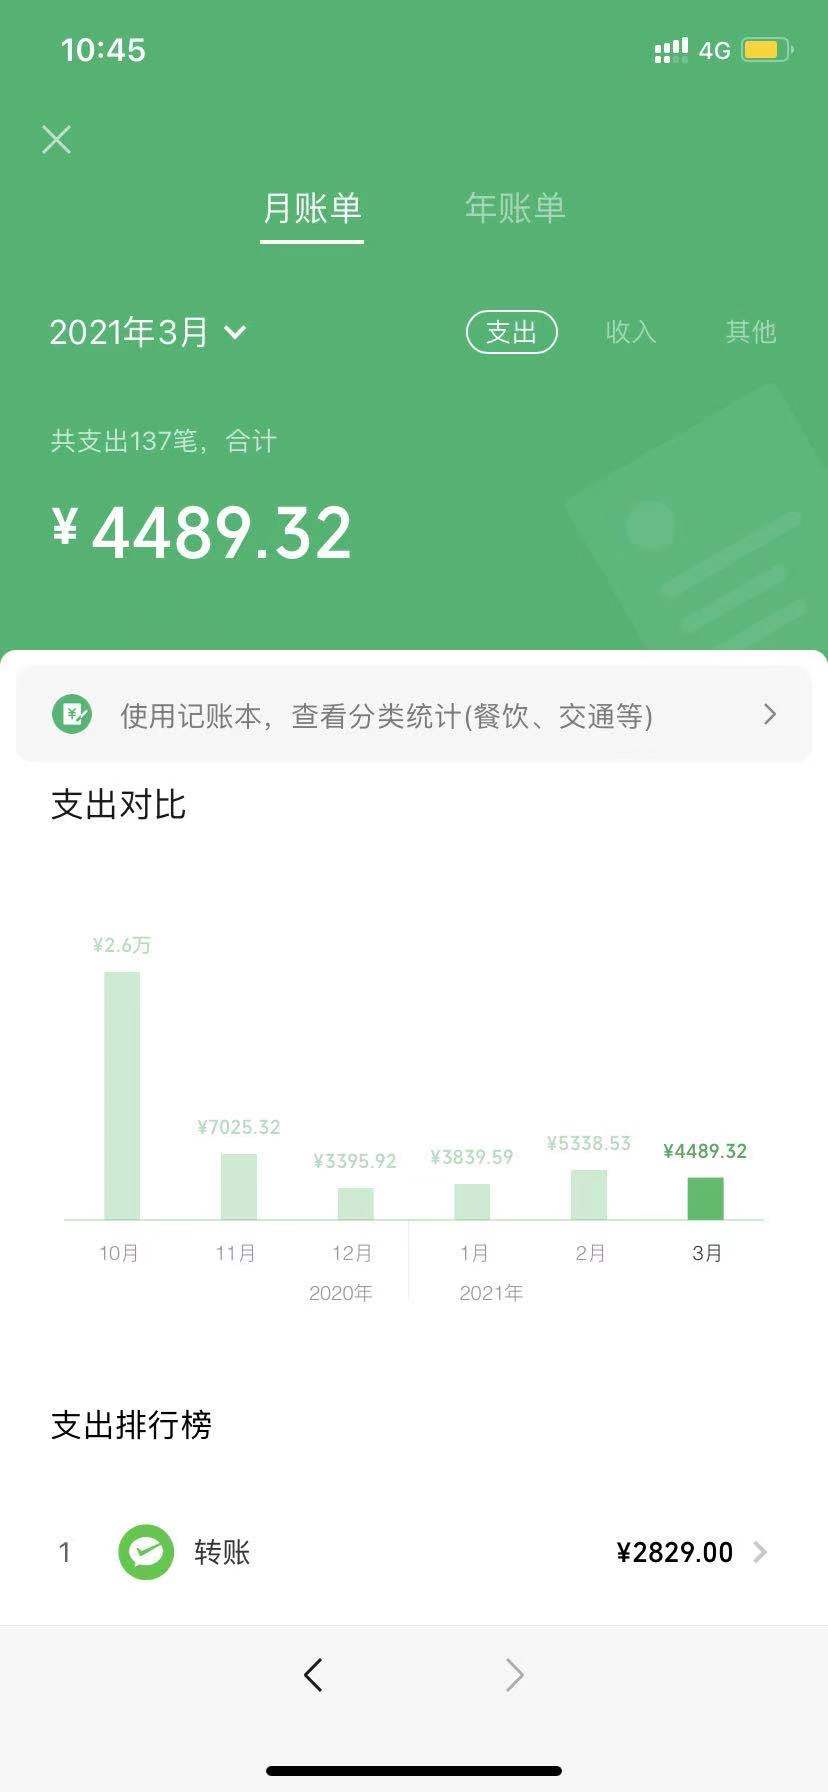 10:45 4G
月账单 年账单
2021年3月 支出 收入 其他
共支出137笔，合计
¥4489.32
使用记账本，查看分类统计(餐饮、交通等)
支出对比
¥2.6万
¥7025.32
¥3395.92
¥3839.59
¥5338.53
¥4489.32
10月 11月 12月 1月 2月 3月
2020年 2021年
支出排行榜
1 转账 ¥2829.00